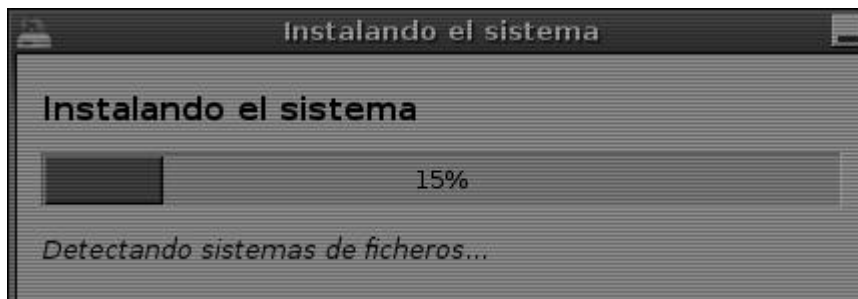 Instalando el sistema
Instalando el sistema
15%
Detectando sistemas de ficheros...